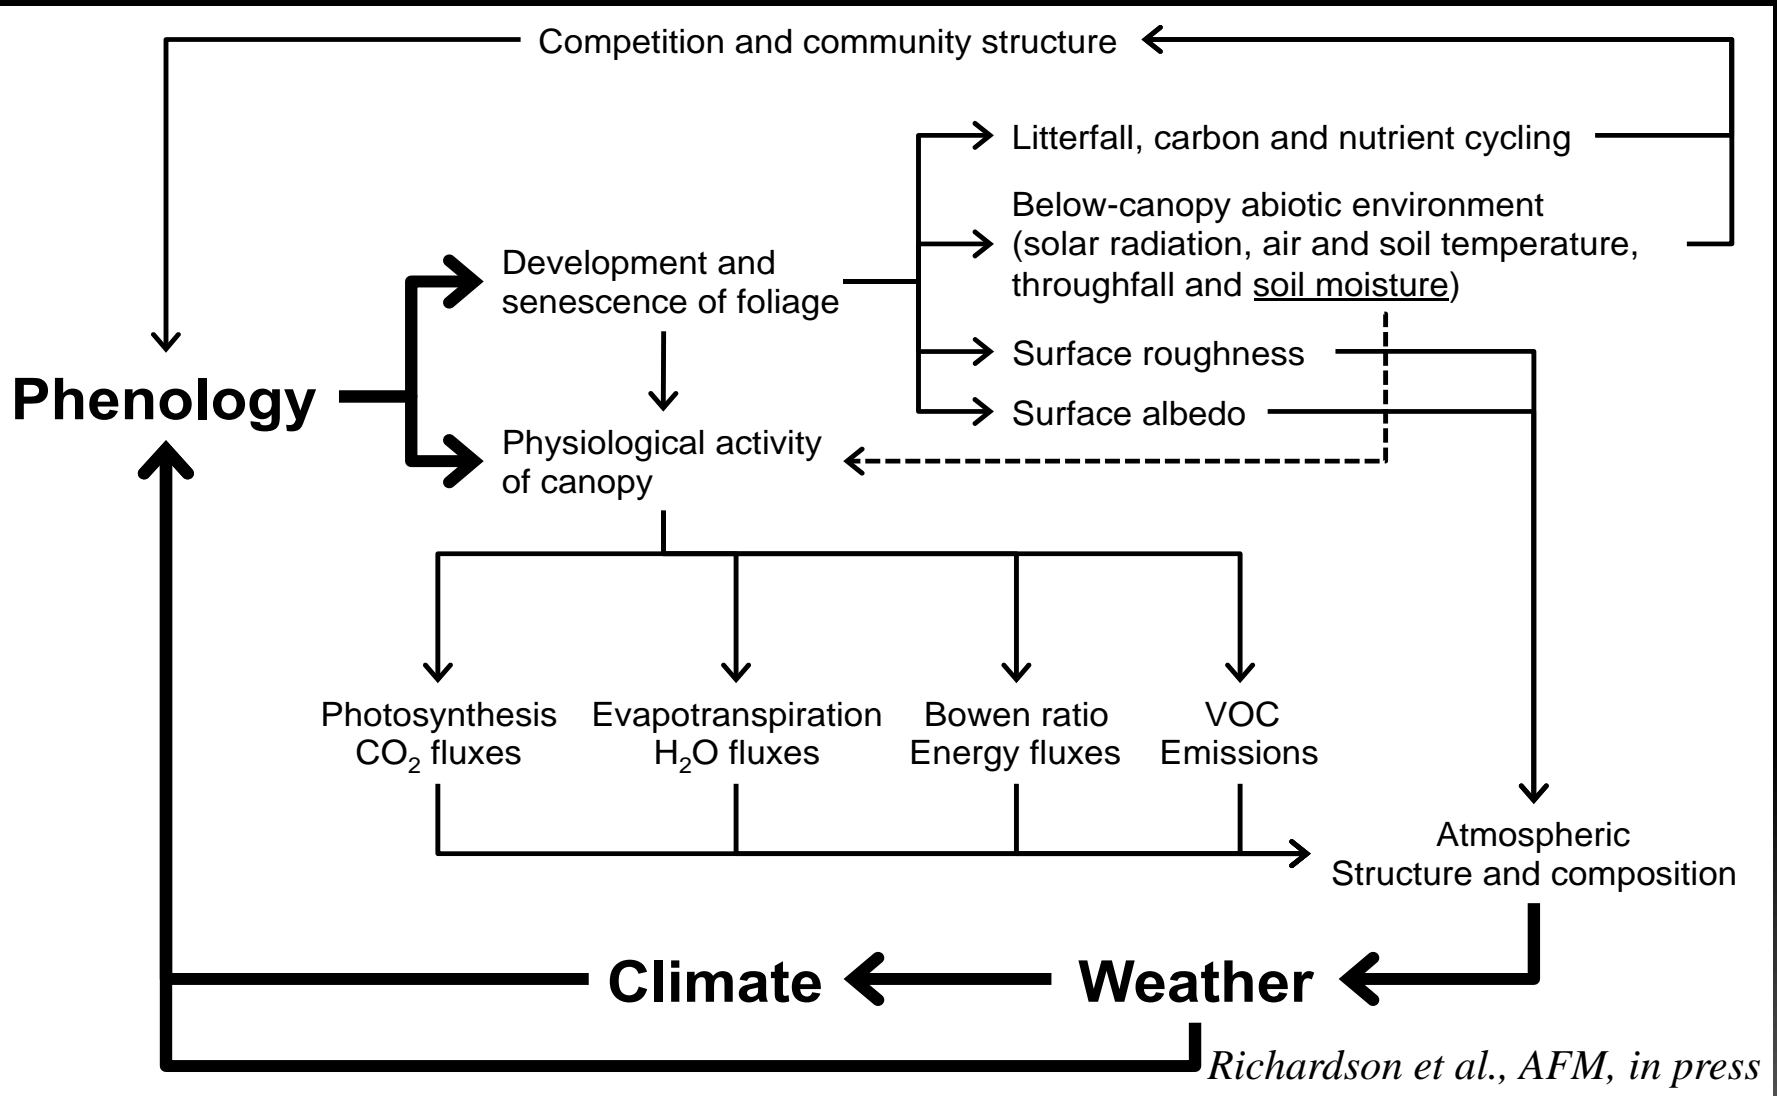 Competition and community structure
Litterfall, carbon and nutrient cycling
Below-canopy abiotic environment
(solar radiation, air and soil temperature,
throughfall and soil moisture)
Development and
senescence of foliage
Surface roughness
Phenology
Surface albedo
Physiological activity
of canopy
Photosynthesis
CO₂ fluxes
Evapotranspiration
H₂O fluxes
Bowen ratio
Energy fluxes
VOC
Emissions
Atmospheric
Structure and composition
Climate
Weather
Richardson et al., AFM, in press